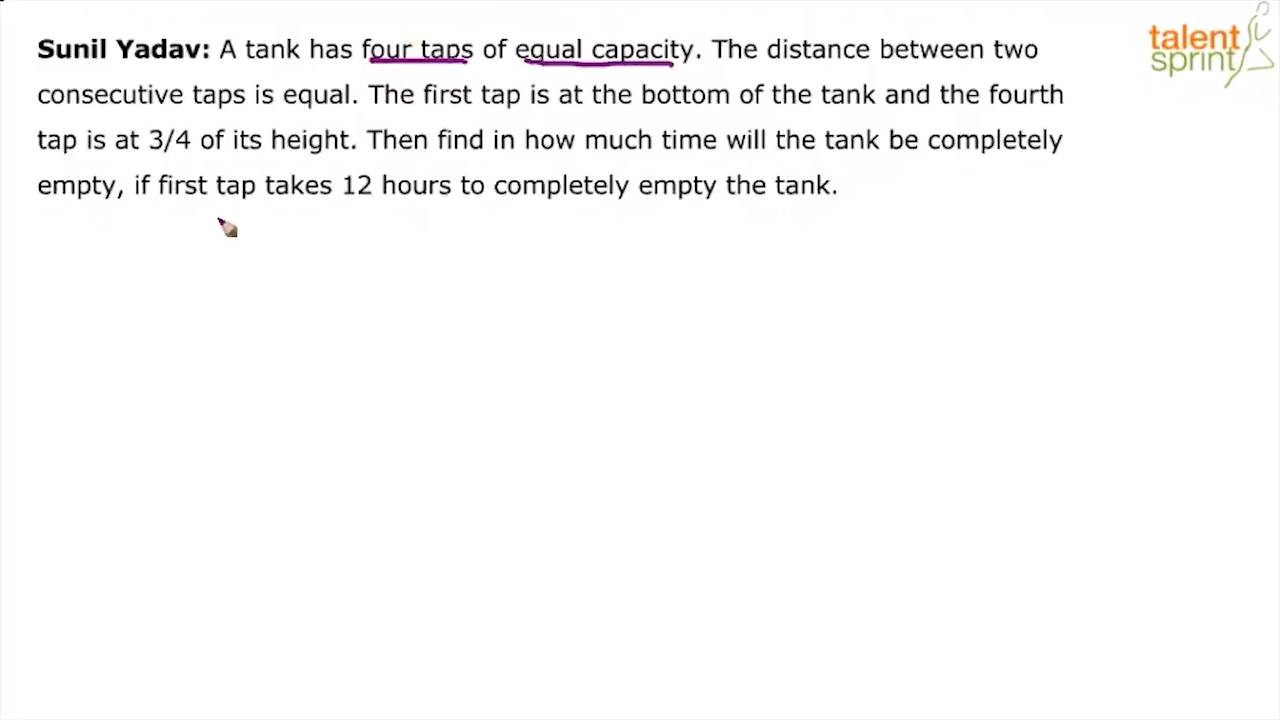 Sunil Yadav: A tank has four taps of equal capacity. The distance between two
consecutive taps is equal. The first tap is at the bottom of the tank and the fourth
tap is at 3/4 of its height. Then find in how much time will the tank be completely
empty, if first tap takes 12 hours to completely empty the tank.
talent
sprint